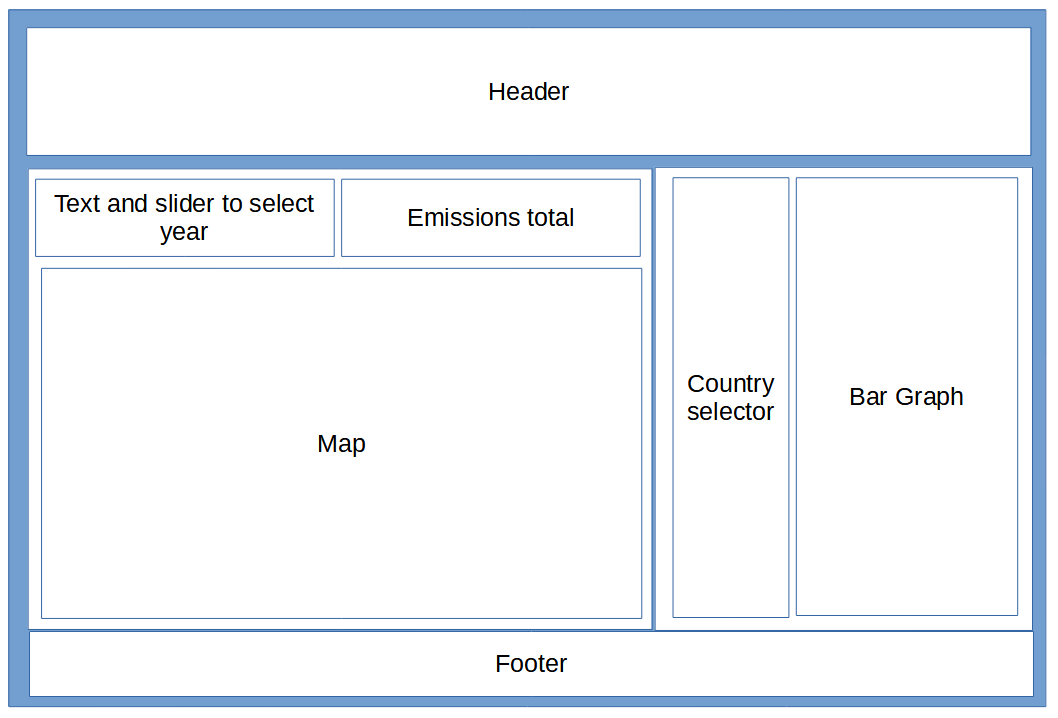 Header
Text and slider to select
year
Emissions total
Map
Country
selector
Bar Graph
Footer